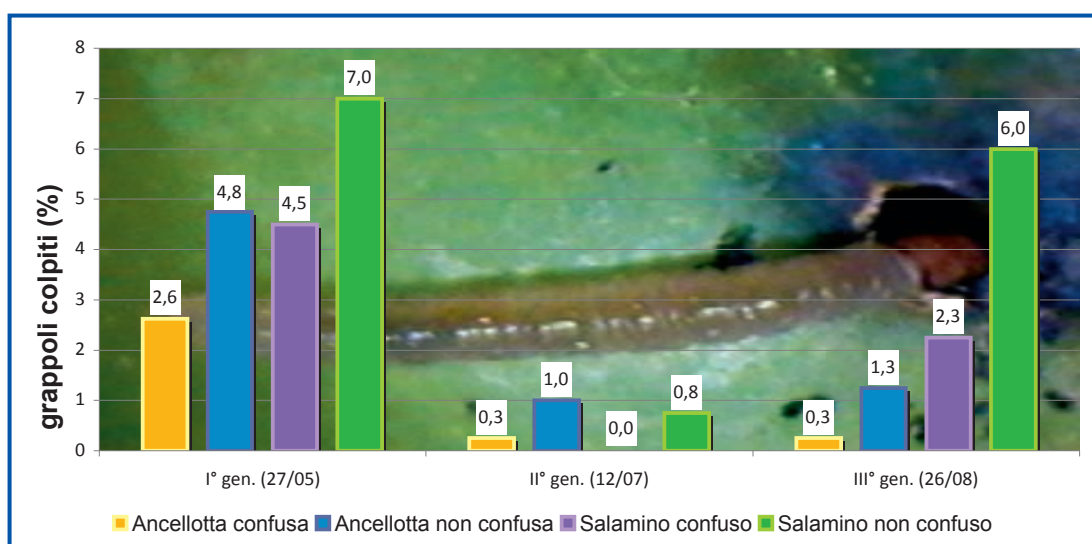 8
7
6
5
4
3
2
1
0
grappoli colpiti (%)
2,6
4,8
4,5
7,0
0,3
1,0
0,0
0,8
0,3
1,3
2,3
6,0
I° gen. (27/05)
II° gen. (12/07)
III° gen. (26/08)
Ancellotta confusa
Ancellotta non confusa
Salamino confuso
Salamino non confuso